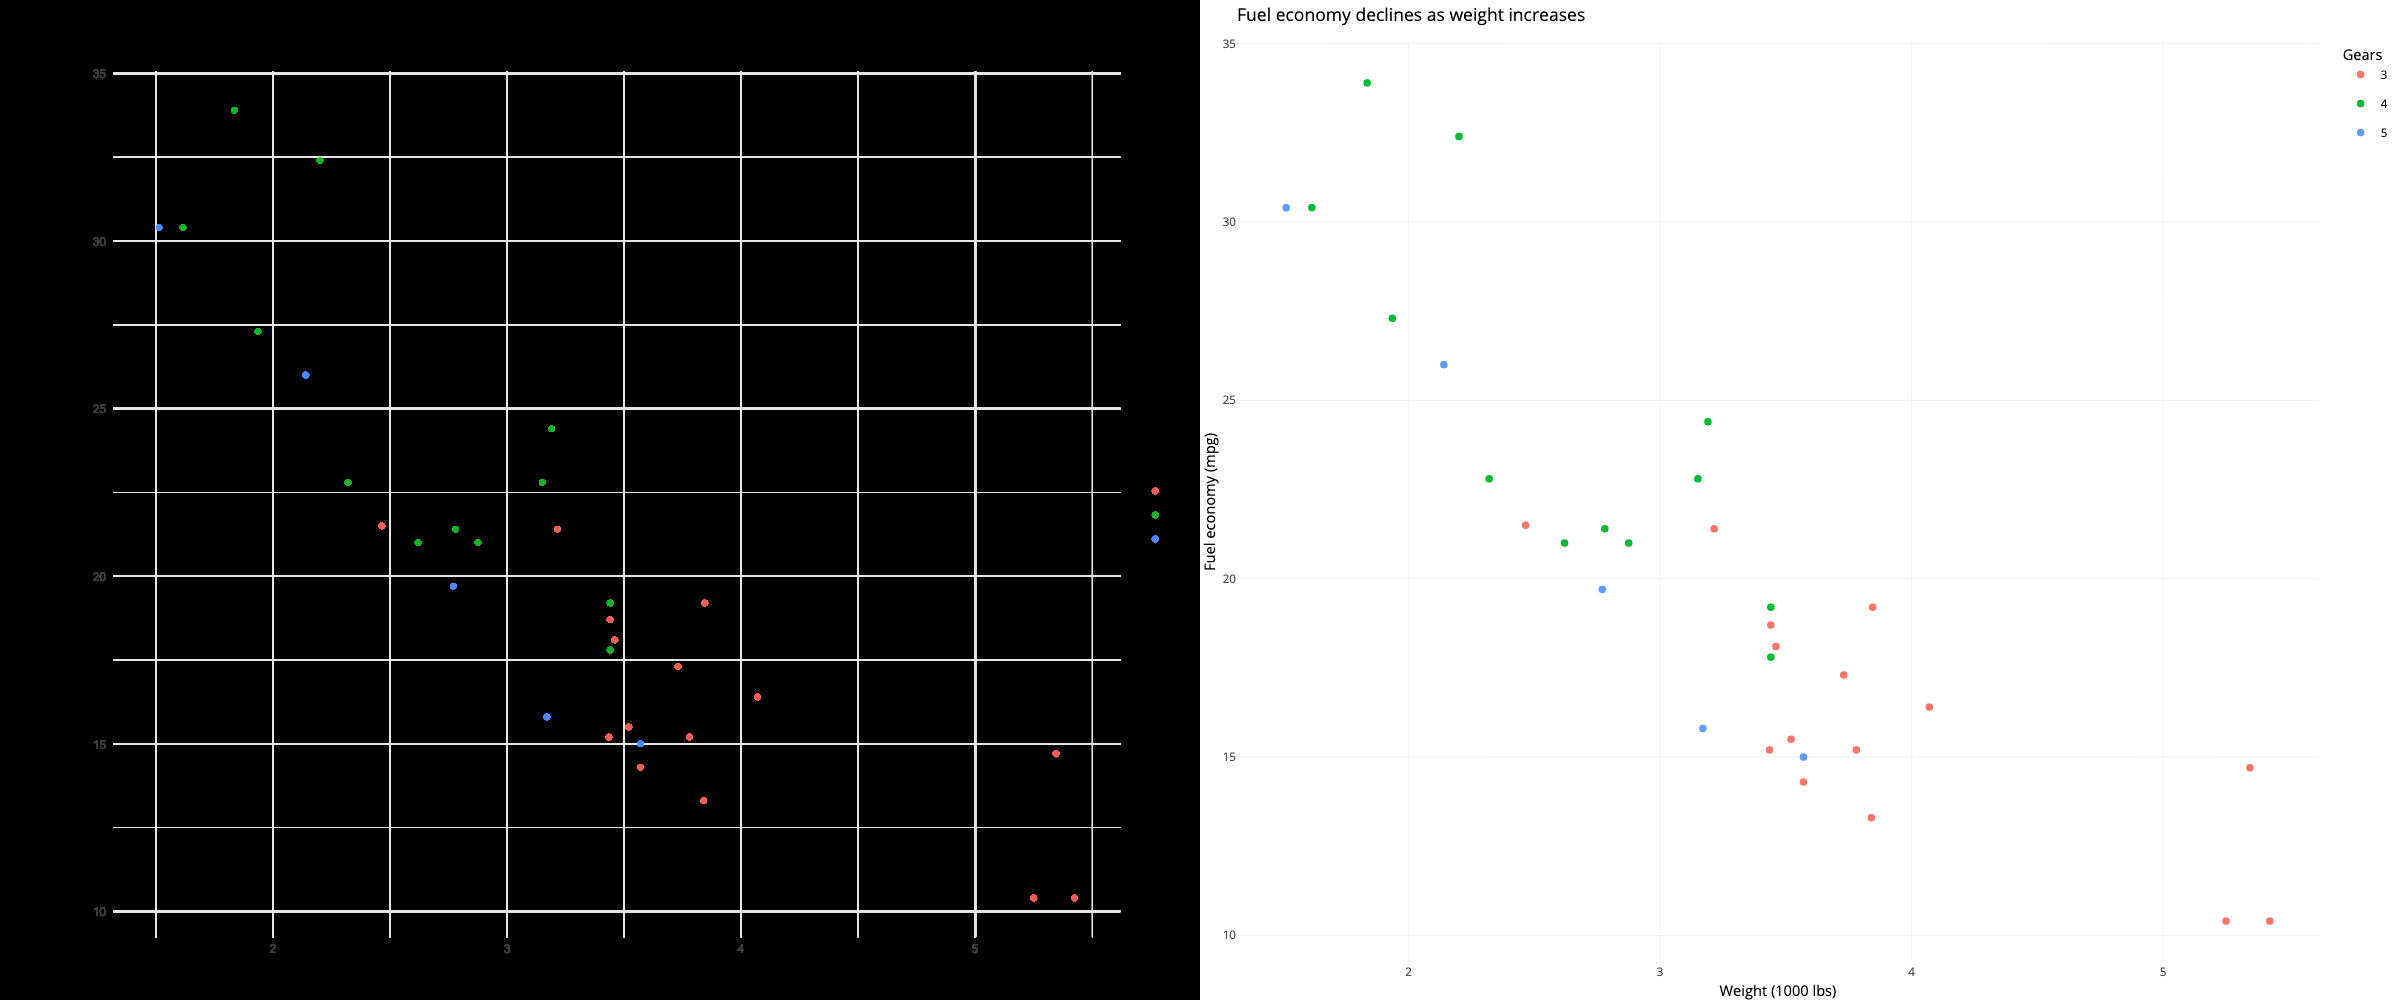 35
30
25
20
15
10
2 3 4 5
Fuel economy declines as weight increases
35
30
25
20
15
10
Fuel economy (mpg)
2 3 4 5
Weight (1000 lbs)
Gears
3
4
5